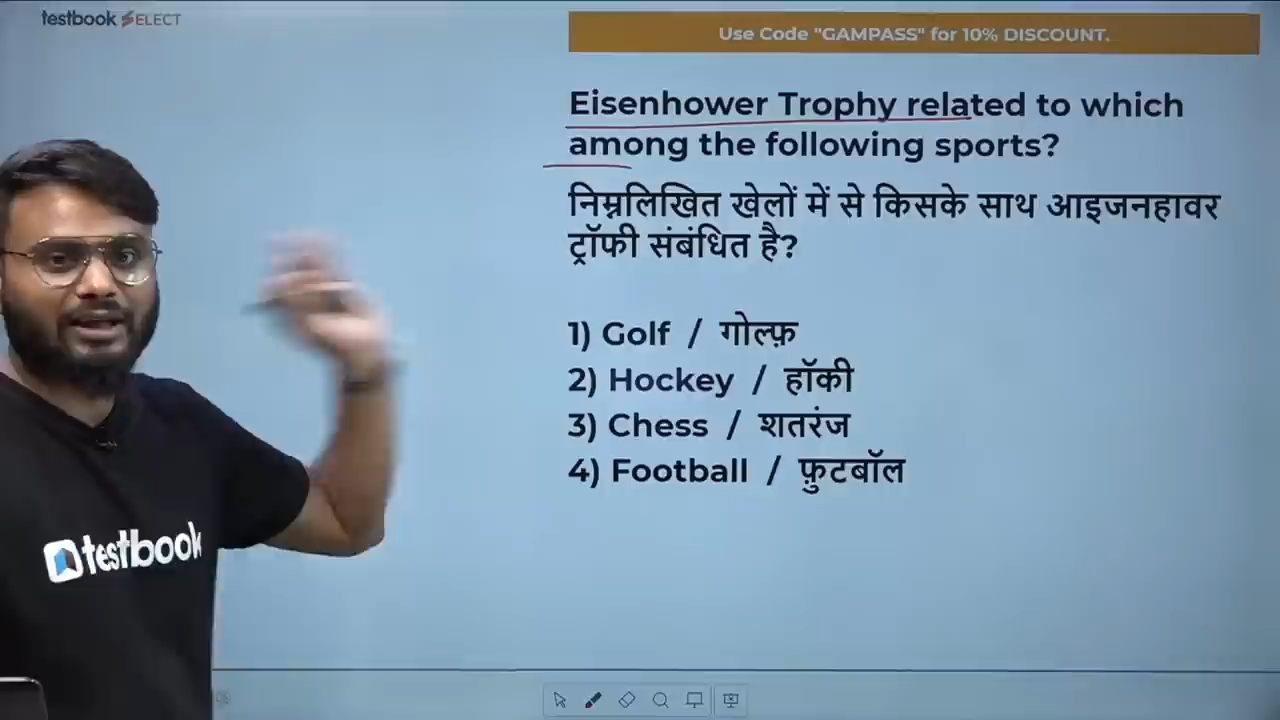 testbook SELECT
Use Code "GAMPASS" for 10% DISCOUNT.
Eisenhower Trophy related to which
among the following sports?
निम्नलिखित खेलों में से किसके साथ आइजनहावर
ट्रॉफी संबंधित है?
1) Golf / गोल्फ़
2) Hockey / हॉकी
3) Chess / शतरंज
4) Football / फ़ुटबॉल
testbook